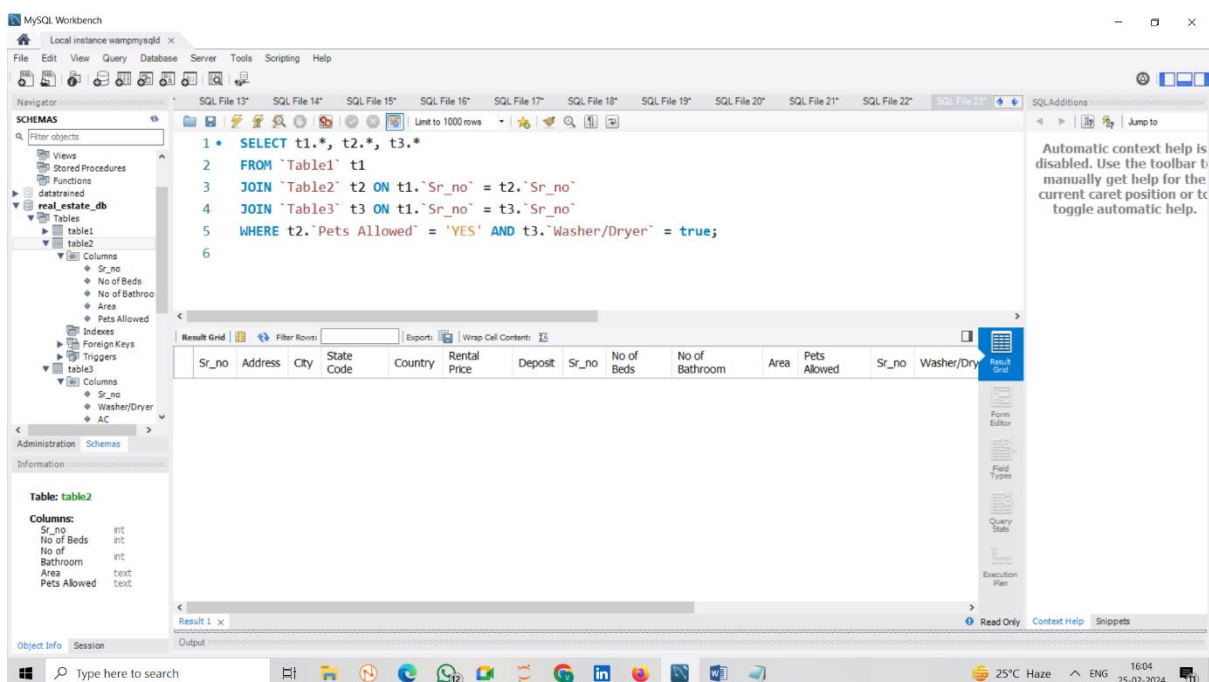 MySQL Workbench
Local instance wampmysqld ×
File Edit View Query Database Server Tools Scripting Help
Navigator
SQL File 13* SQL File 14* SQL File 15* SQL File 16* SQL File 17* SQL File 18* SQL File 19* SQL File 20* SQL File 21* SQL File 22* SQL File 23*
SQLAdditions
SCHEMAS
Filter objects
Limit to 1000 rows
Jump to
Views
Stored Procedures
Functions
datatrained
real_estate_db
Tables
table1
table2
Columns
Sr_no
No of Beds
No of Bathroo
Area
Pets Allowed
Indexes
Foreign Keys
Triggers
table3
Columns
Sr_no
Washer/Dryer
AC
1 SELECT t1.*, t2.*, t3.*
2 FROM `Table1` t1
3 JOIN `Table2` t2 ON t1.`Sr_no` = t2.`Sr_no`
4 JOIN `Table3` t3 ON t1.`Sr_no` = t3.`Sr_no`
5 WHERE t2.`Pets Allowed` = 'YES' AND t3.`Washer/Dryer` = true;
6
Automatic context help is
disabled. Use the toolbar t
manually get help for the
current caret position or to
toggle automatic help.
Result Grid Filter Rows: Export: Wrap Cell Content:
Sr_no Address City State Code Country Rental Price Deposit Sr_no No of Beds No of Bathroom Area Pets Allowed Sr_no Washer/Dry
Result
Grid
Form
Editor
Field
Types
Query
Stats
Execution
Plan
Administration Schemas
Information
Table: table2
Columns:
Sr_no int
No of Beds int
No of
Bathroom int
Area text
Pets Allowed text
Result 1 ×
Read Only
Context Help Snippets
Object Info Session
Output
Type here to search
12
25°C Haze
ENG
16:04
25-02-2024
11